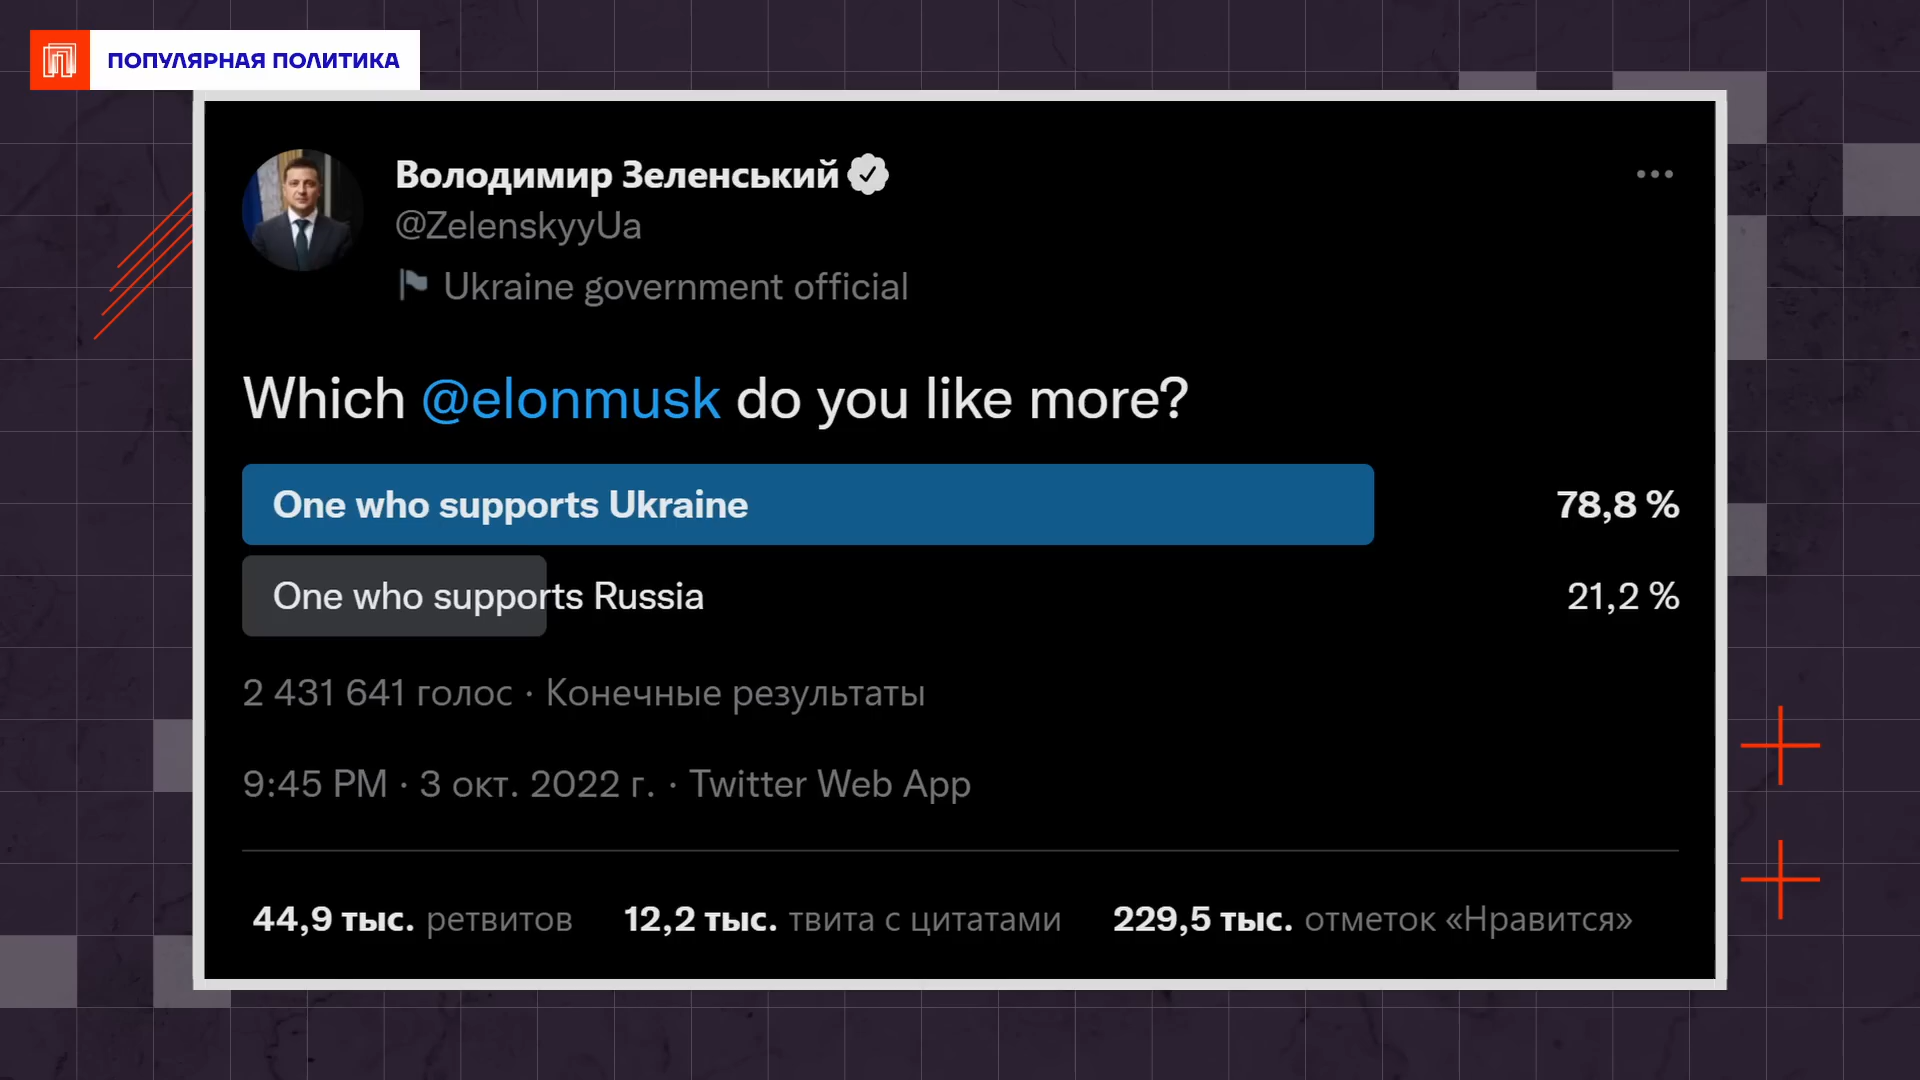 ПОПУЛЯРНАЯ ПОЛИТИКА
Володимир Зеленський
@ZelenskyyUa
Ukraine government official
Which @elonmusk do you like more?
One who supports Ukraine 78,8 %
One who supports Russia 21,2 %
2 431 641 голос · Конечные результаты
9:45 PM · 3 окт. 2022 г. · Twitter Web App
44,9 тыс. ретвитов 12,2 тыс. твита с цитатами 229,5 тыс. отметок «Нравится»